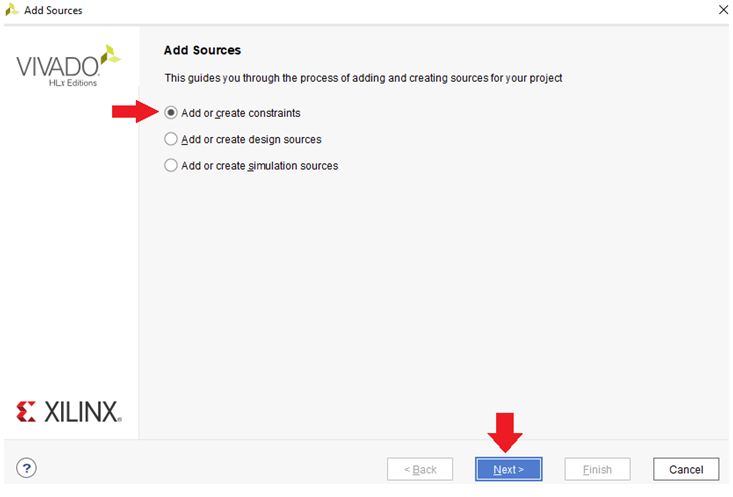 Add Sources
VIVADO.
HLx Editions
Add Sources
This guides you through the process of adding and creating sources for your project
Add or create constraints
Add or create design sources
Add or create simulation sources
XILINX
?
< Back
Next >
Finish
Cancel